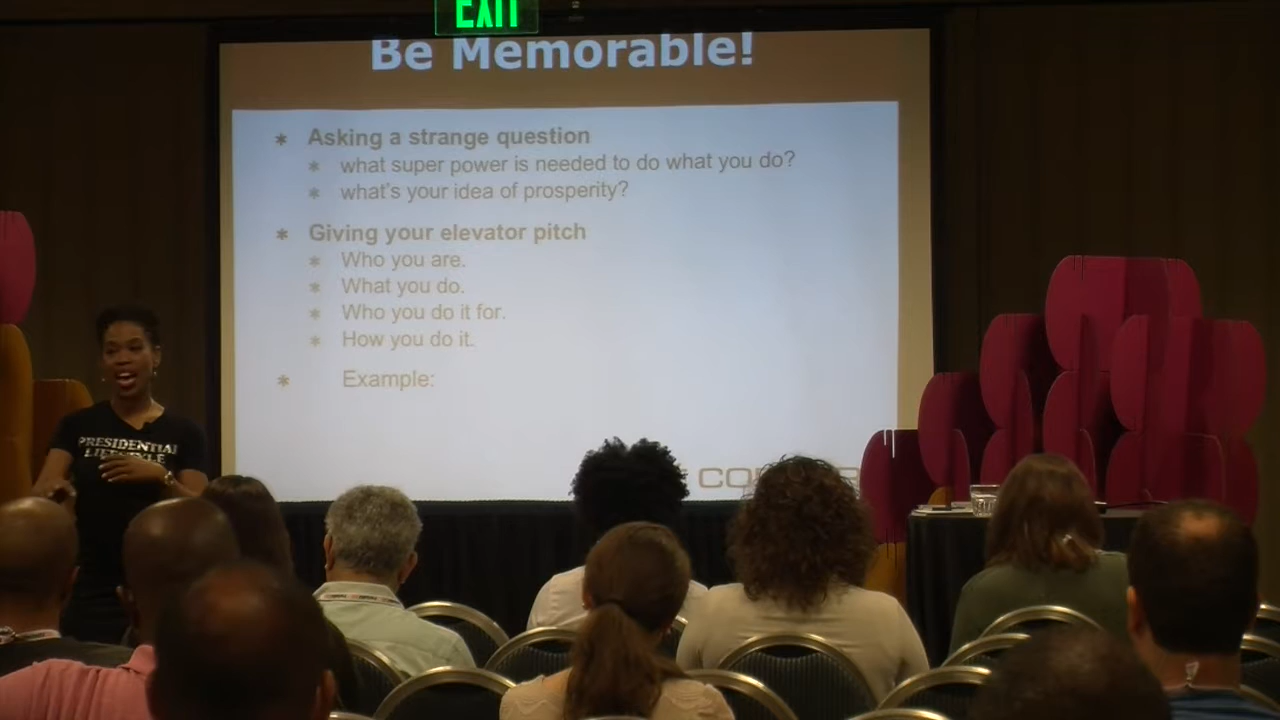 EXIT
Be Memorable!
* Asking a strange question
* what super power is needed to do what you do?
* what's your idea of prosperity?
* Giving your elevator pitch
* Who you are.
* What you do.
* Who you do it for.
* How you do it.
* Example:
PRESIDENTIAL
LIFESTYLE